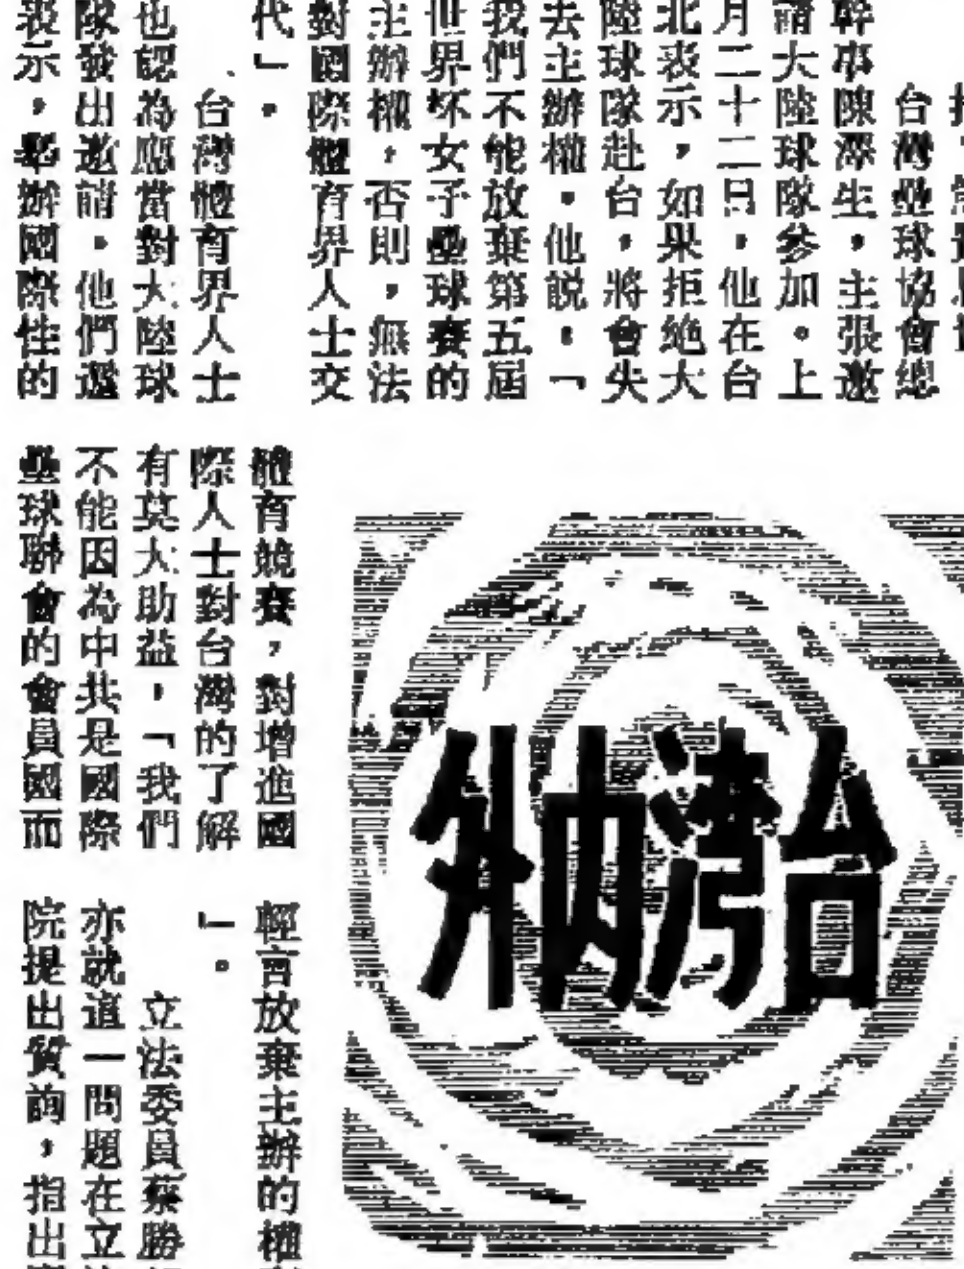 台灣壘球協會總
幹事陳澤生，主張邀
請大陸球隊參加。上
月二十二日，他在台
北表示，如果拒絶大
陸球隊赴台，將會失
去主辦權。他説：「
我們不能放棄第五屆
世界杯女子壘球賽的
主辦權，否則，無法
對國際體育界人士交
代」。
台灣體育界人士
也認為應當對大陸球
隊發出邀請。他們還
表示，舉辦國際性的
台灣內外
體育競賽，對增進國
際人士對台灣的了解
有莫大助益，「我們
不能因為中共是國際
壘球聯會的會員國而
輕言放棄主辦的權
」。
立法委員蔡勝
亦就這一問題在立
院提出質詢，指出